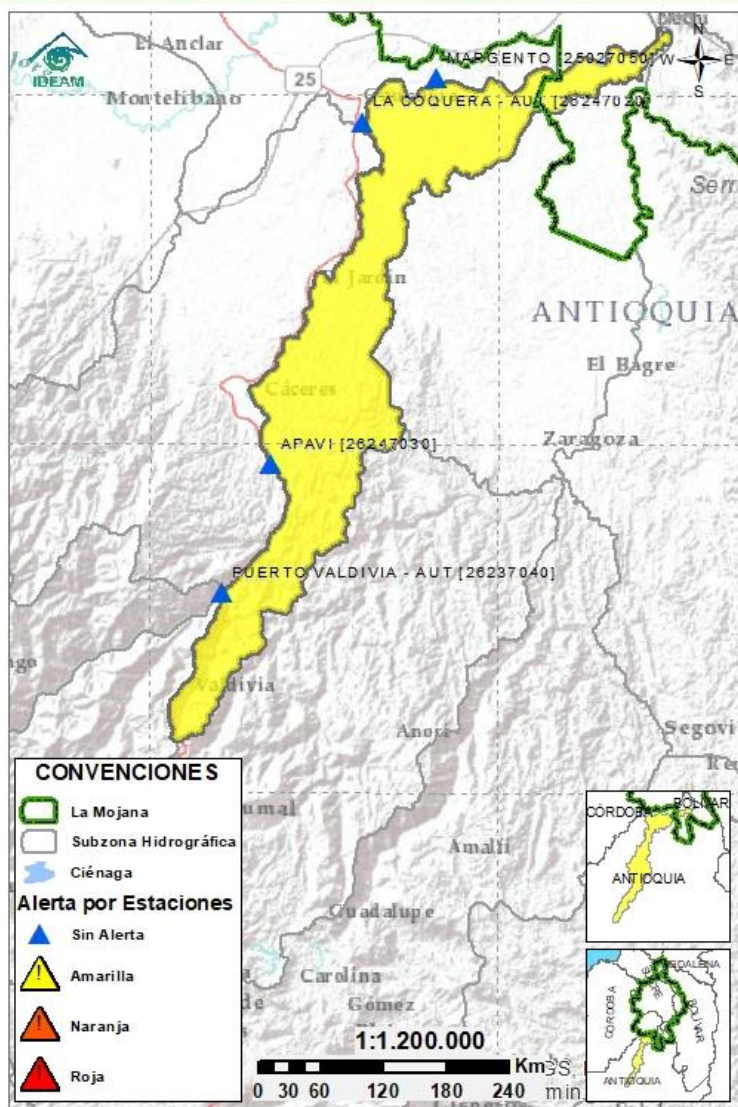 IDEAM
El Anclar
25
Montelíbano
MARGENTO [25027050]
N
W
E
S
LA COQUERA - AUT [26247020]
El Jardín
ANTIOQUIA
El Bagre
Cáceres
Zaragoza
APAVI [26247030]
PUERTO VALDIVIA - AUT [26237040]
Valdivia
Anorí
Segovi
Amalfi
Guadalupe
Carolina
Gómez
CONVENCIONES
La Mojana
Subzona Hidrográfica
Ciénaga
Alerta por Estaciones
Sin Alerta
Amarilla
Naranja
Roja
1:1.200.000
Km
0 30 60 120 180 240
min.
CÓRDOBA
BOLÍVAR
ANTIOQUIA
CÓRDOBA
SUCRE
BOLÍVAR
ANTIOQUIA